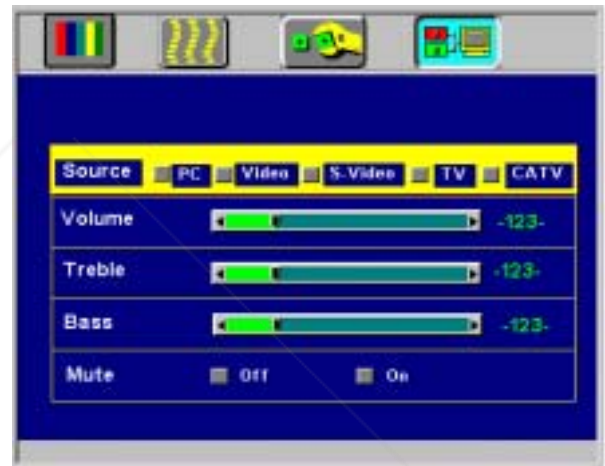 Source PC Video S-Video TV CATV
Volume -123-
Treble -123-
Bass -123-
Mute Off On